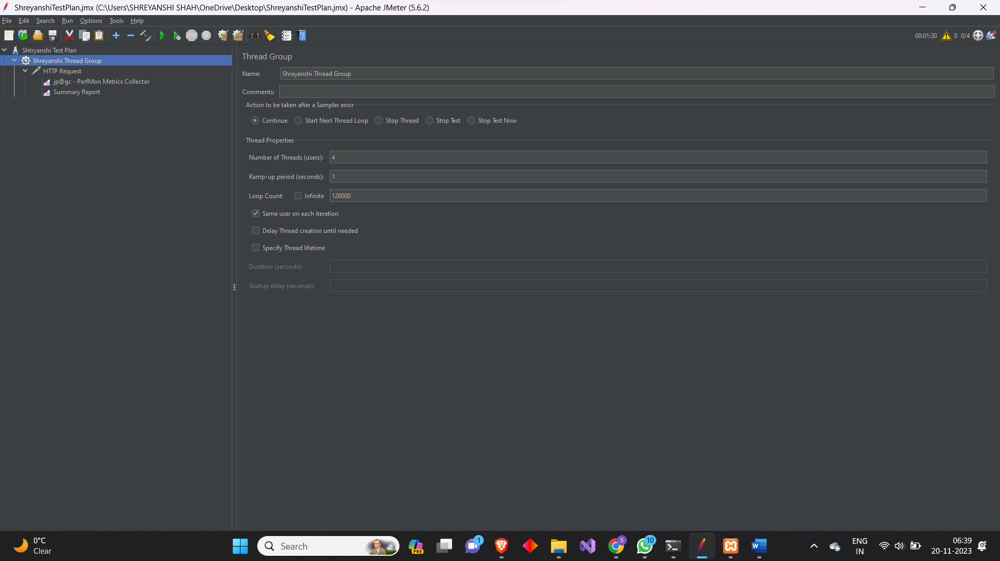 ShreyanshiTestPlan.jmx (C:\Users\SHREYANSHI SHAH\OneDrive\Desktop\ShreyanshiTestPlan.jmx) - Apache JMeter (5.6.2)
File Edit Search Run Options Tools Help
00:01:30 0 0/4
Shtryanshi Test Plan
Shreyanshi Thread Group
HTTP Request
jp@gc - PerfMon Metrics Collector
Summary Report
Thread Group
Name: Shreyanshi Thread Group
Comments:
Action to be taken after a Sampler error
Continue Start Next Thread Loop Stop Thread Stop Test Stop Test Now
Thread Properties
Number of Threads (users): 4
Ramp-up period (seconds): 1
Loop Count: Infinite 120000
Same user on each iteration
Delay Thread creation until needed
Specify Thread lifetime
Duration (seconds):
Startup delay (seconds):
0°C
Clear
Search
PRE
1
S
10
ENG
IN
06:39
20-11-2023